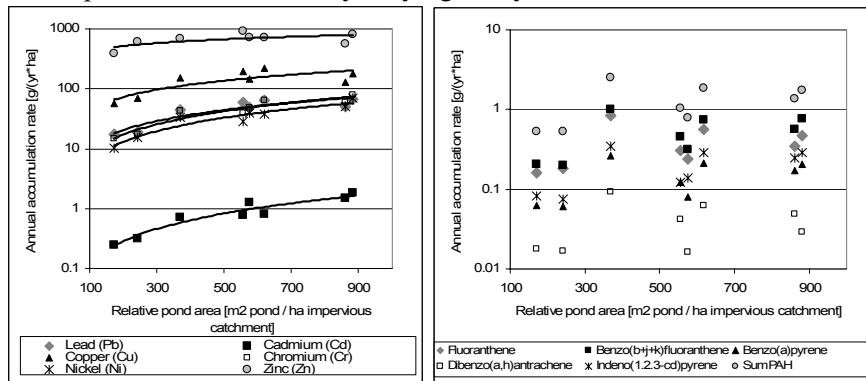 1000
100
10
1
0.1
Annual accumulation rate [g/(yr*ha)]
100 300 500 700 900
Relative pond area [m2 pond / ha impervious
catchment]
Lead (Pb) Cadmium (Cd)
Copper (Cu) Chromium (Cr)
Nickel (Ni) Zinc (Zn)
10
1
0.1
0.01
Annual accumulation rate [g/(yr*ha)]
100 300 500 700 900
Relative pond area [m2 pond / ha impervious
catchment]
Fluoranthene Benzo(b+j+k)fluoranthene Benzo(a)pyrene
Dibenzo(a,h)antrachene Indeno(1.2.3-cd)pyrene SumPAH